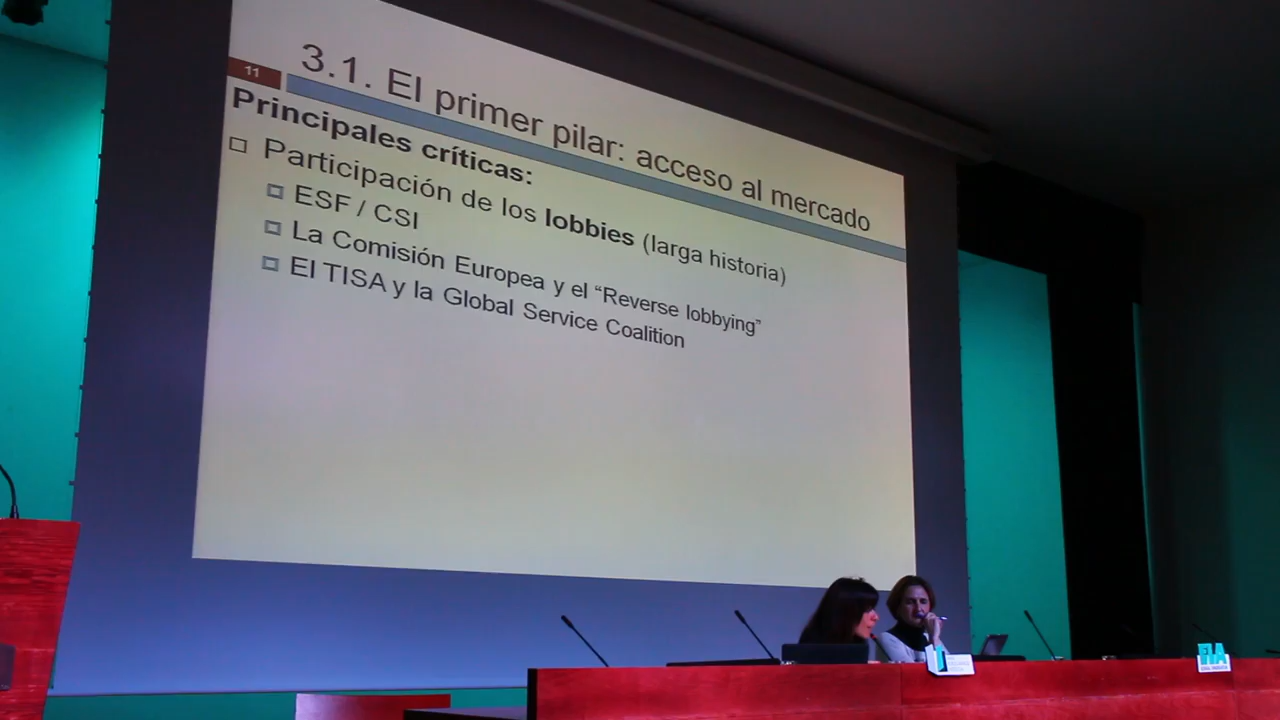 3.1. El primer pilar: acceso al mercado
11
Principales críticas:
Participación de los lobbies (larga historia)
ESF / CSI
La Comisión Europea y el “Reverse lobbying”
El TISA y la Global Service Coalition